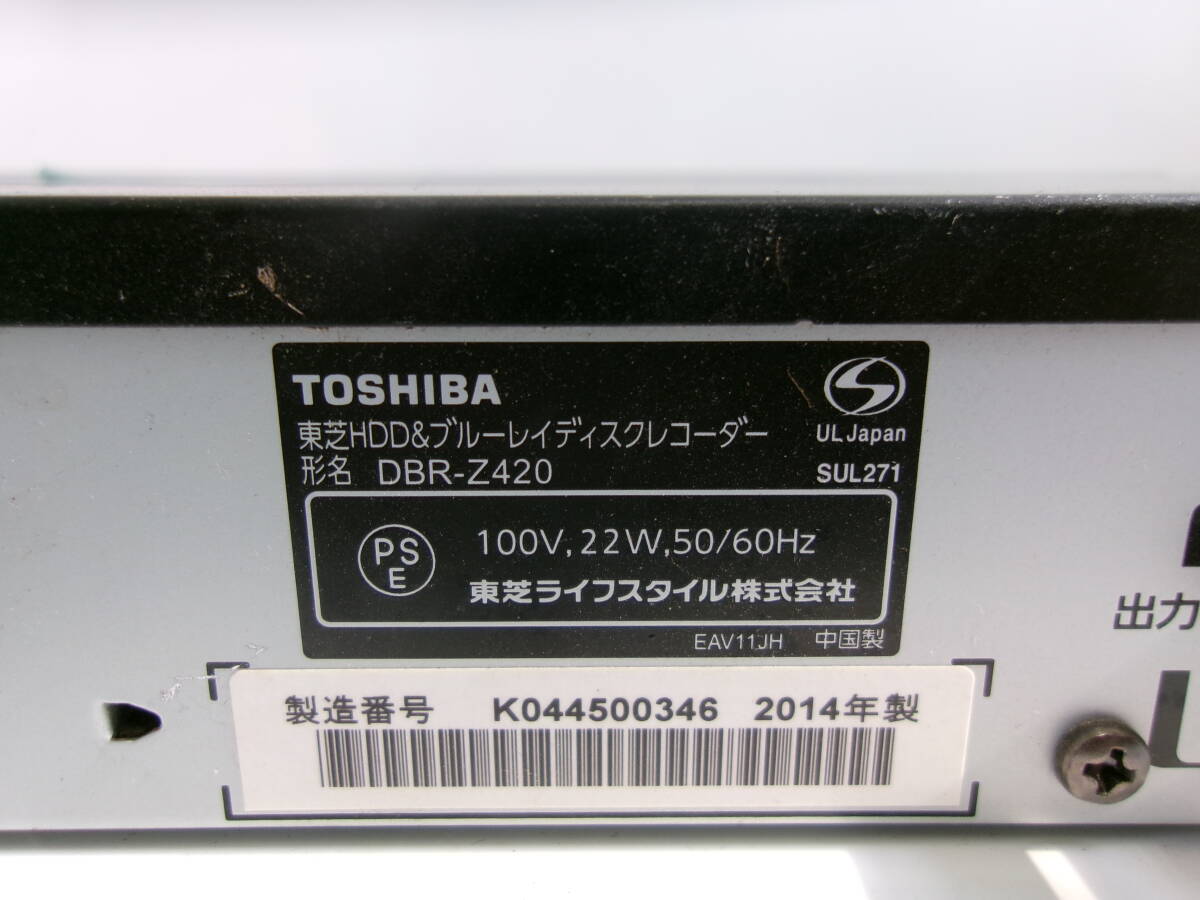 TOSHIBA
東芝HDD&ブルーレイディスクレコーダー
形名 DBR-Z420
UL Japan
SUL271
PS
E
100V,22W,50/60Hz
東芝ライフスタイル株式会社
EAV11JH 中国製
出力
製造番号 K044500346 2014年製